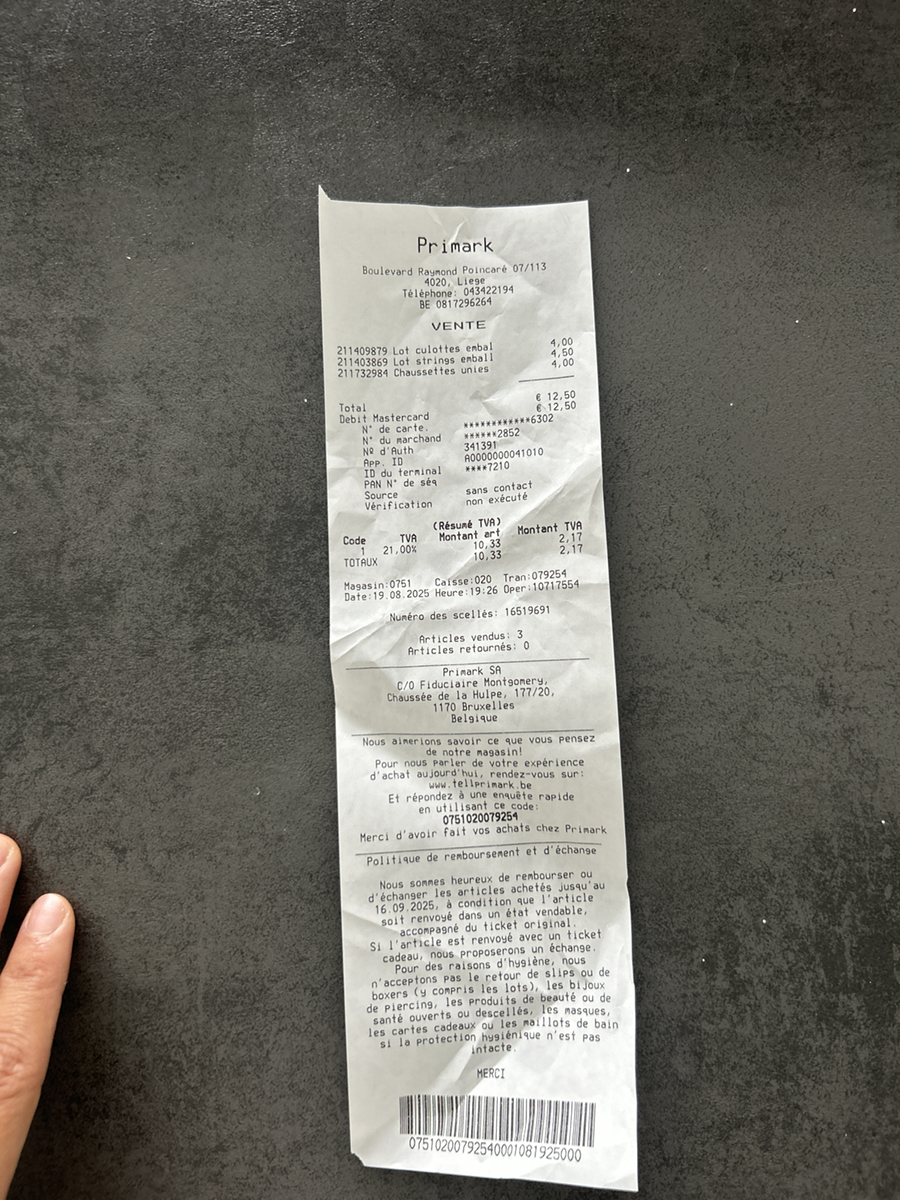 Primark
Boulevard Raymond Poincaré 07/113
4020, Liege
Téléphone: 043422194
BE 0817296264
VENTE
211409879 Lot culottes embal 4,00
211403869 Lot strings emball 4,50
211732984 Chaussettes unies 4,00
Total € 12,50
Debit Mastercard € 12,50
N° de carte. ************6302
N° du marchand ******2852
Nº d'Auth 341391
App. ID A0000000041010
ID du terminal ****7210
PAN N° de séq
Source sans contact
Vérification non exécuté
(Résumé TVA)
Code TVA Montant art Montant TVA
1 21,00% 10,33 2,17
TOTAUX 10,33 2,17
Magasin:0751 Caisse:020 Tran:079254
Date:19.08.2025 Heure:19:26 Oper:10717554
Numéro des scellés: 16519691
Articles vendus: 3
Articles retournés: 0
Primark SA
C/O Fiduciaire Montgomery,
Chaussée de la Hulpe, 177/20,
1170 Bruxelles
Belgique
Nous aimerions savoir ce que vous pensez
de notre magasin!
Pour nous parler de votre expérience
d'achat aujourd'hui, rendez-vous sur:
www.tellprimark.be
Et répondez à une enquête rapide
en utilisant ce code:
0751020079254
Merci d'avoir fait vos achats chez Primark
Politique de remboursement et d'échange
Nous sommes heureux de rembourser ou
d'échanger les articles achetés jusqu'au
16.09.2025, à condition que l'article
soit renvoyé dans un état vendable,
accompagné du ticket original.
Si l'article est renvoyé avec un ticket
cadeau, nous proposerons un échange.
Pour des raisons d'hygiène, nous
n'acceptons pas le retour de slips ou de
boxers (y compris les lots), les bijoux
de piercing, les produits de beauté ou de
santé ouverts ou descellés, les masques,
les cartes cadeaux ou les maillots de bain
si la protection hygiénique n'est pas
intacte.
MERCI
07510200792540001081925000